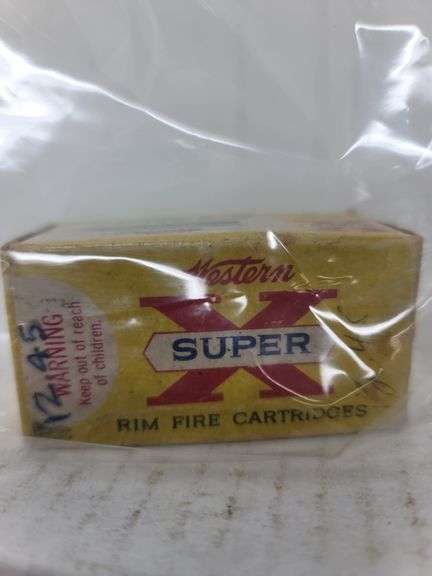 Western
X
SUPER
RIM FIRE CARTRIDGES
WARNING
Keep out of reach
of children.
12.45